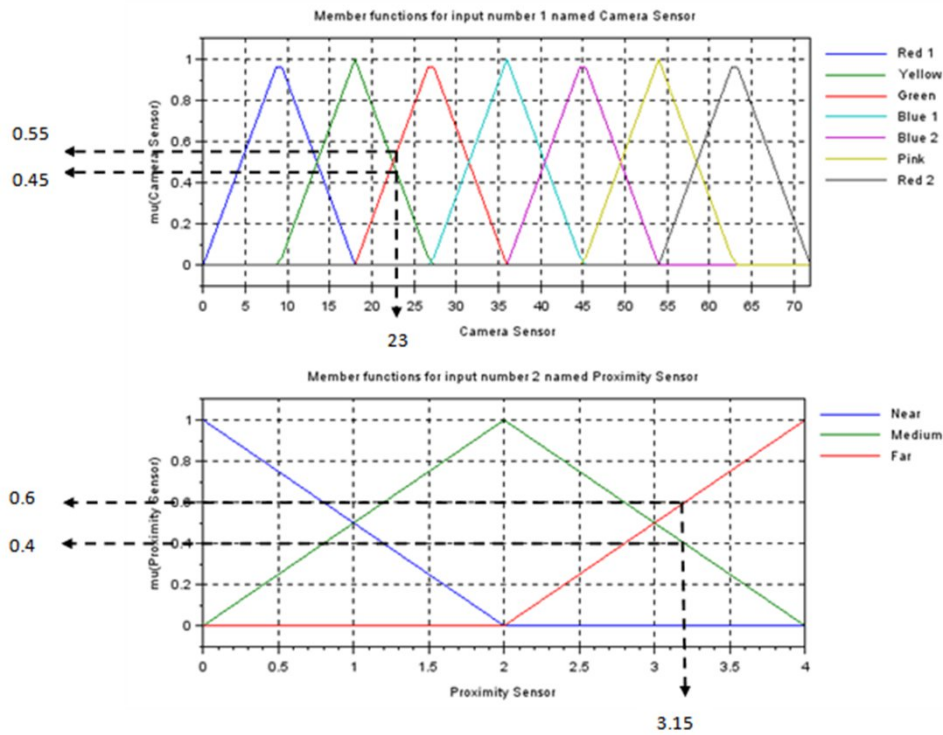 Member functions for input number 1 named Camera Sensor
mu(Camera Sensor)
1
0.8
0.6
0.4
0.2
0
0.55
0.45
0 5 10 15 20 25 30 35 40 45 50 55 60 65 70
Camera Sensor
23
Red 1
Yellow
Green
Blue 1
Blue 2
Pink
Red 2
Member functions for input number 2 named Proximity Sensor
mu(Proximity Sensor)
1
0.8
0.6
0.4
0.2
0
0.6
0.4
0 0.5 1 1.5 2 2.5 3 3.5 4
Proximity Sensor
3.15
Near
Medium
Far